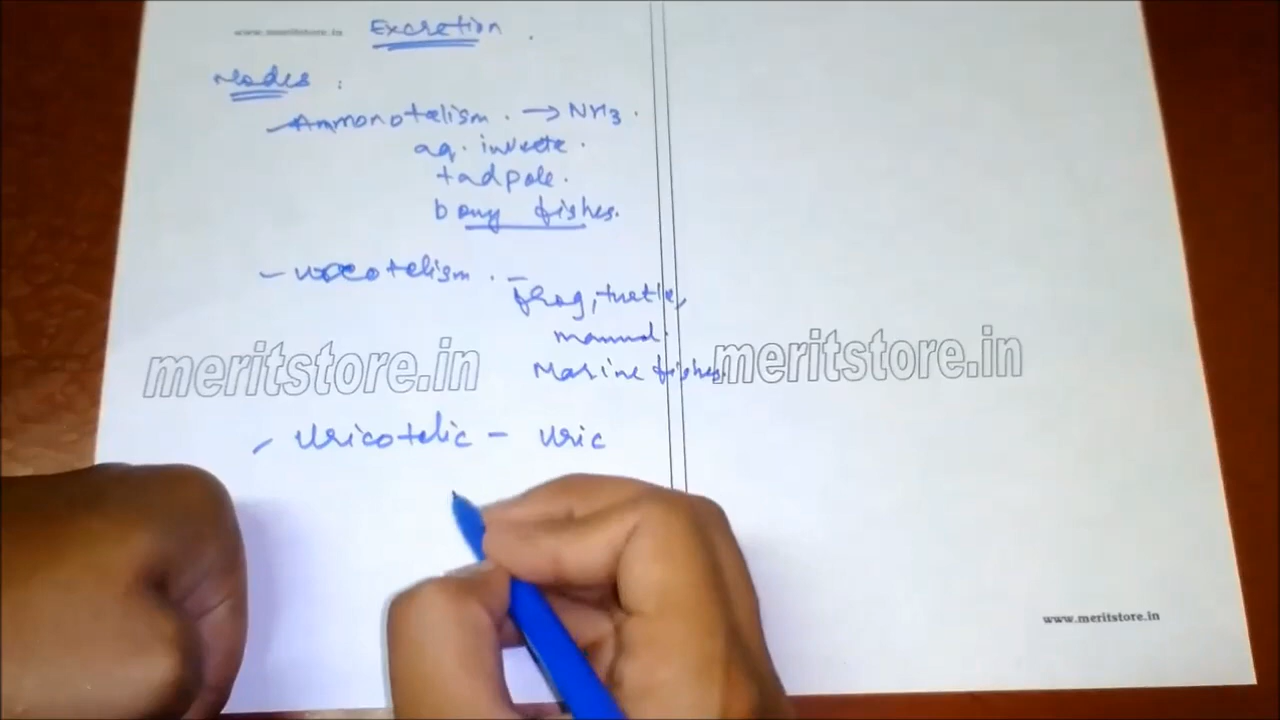 www.meritstore.in Excretion .
Modes :
Ammonotelism . → NH3 .
aq. inverte .
tadpole.
bony fishes.
- ureotelism . -
frog, turtle,
mammal.
marine fishes.
meritstore.in meritstore.in
Uricotelic - Uric
www.meritstore.in